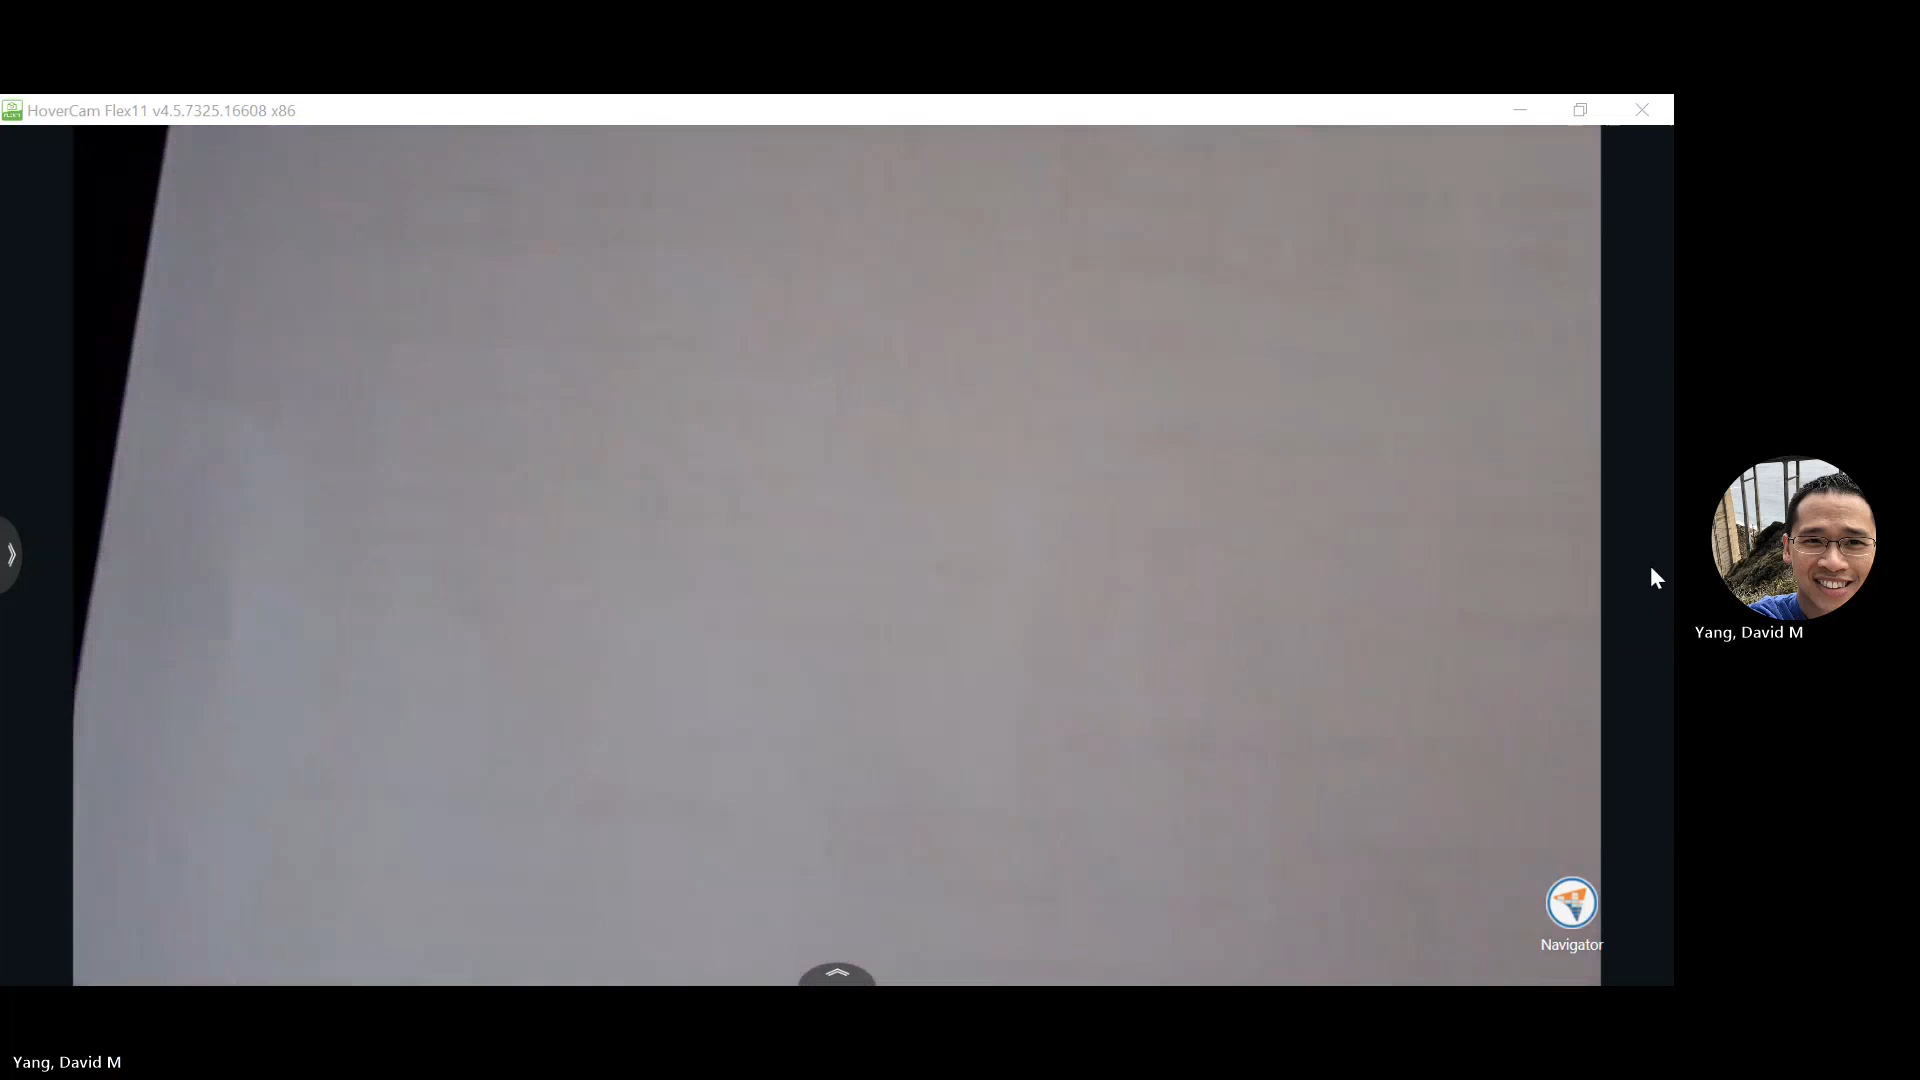 HoverCam Flex11 v4.5.7325.16608 x86
Yang, David M
Navigator
Yang, David M